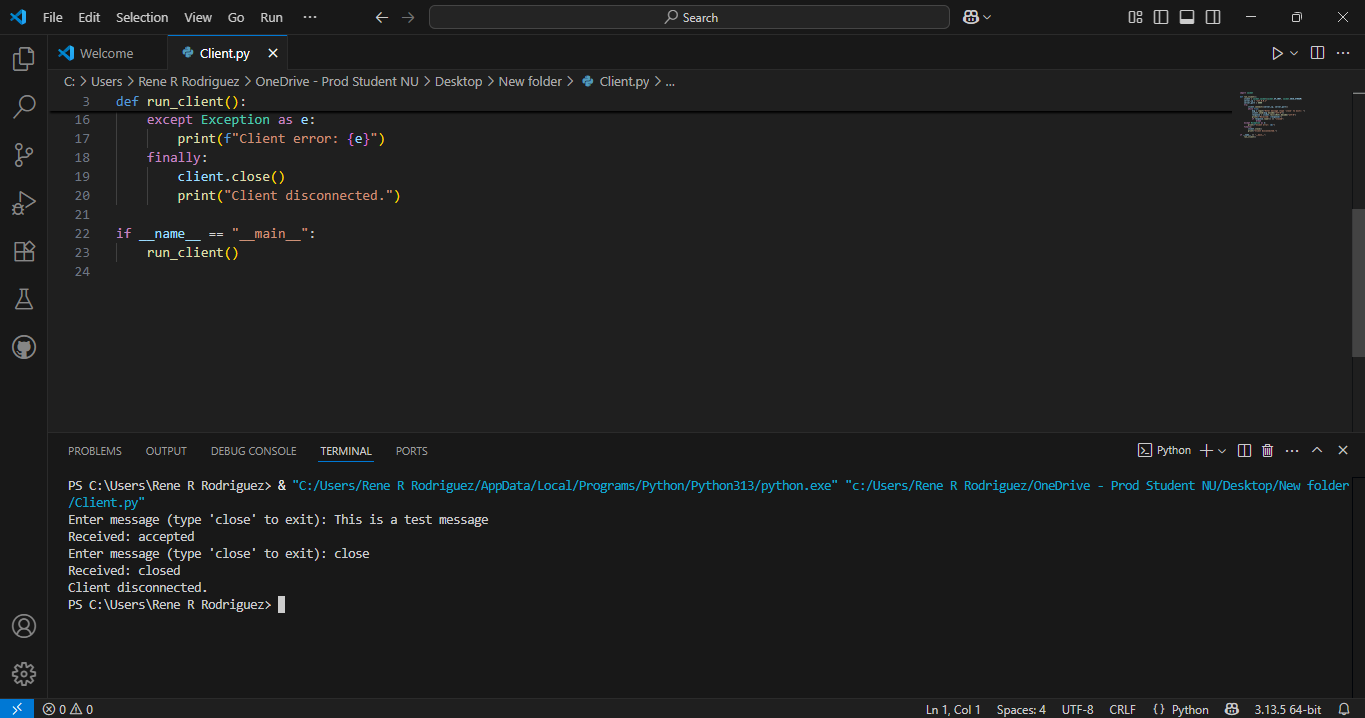 File Edit Selection View Go Run ··· Search
Welcome Client.py
C: > Users > Rene R Rodriguez > OneDrive - Prod Student NU > Desktop > New folder > Client.py > ...
3 def run_client():
16 except Exception as e:
17 print(f"Client error: {e}")
18 finally:
19 client.close()
20 print("Client disconnected.")
21
22 if __name__ == "__main__":
23 run_client()
24
PROBLEMS OUTPUT DEBUG CONSOLE TERMINAL PORTS Python
PS C:\Users\Rene R Rodriguez> & "C:/Users/Rene R Rodriguez/AppData/Local/Programs/Python/Python313/python.exe" "c:/Users/Rene R Rodriguez/OneDrive - Prod Student NU/Desktop/New folder
/Client.py"
Enter message (type 'close' to exit): This is a test message
Received: accepted
Enter message (type 'close' to exit): close
Received: closed
Client disconnected.
PS C:\Users\Rene R Rodriguez>
0 0 Ln 1, Col 1 Spaces: 4 UTF-8 CRLF {} Python 3.13.5 64-bit